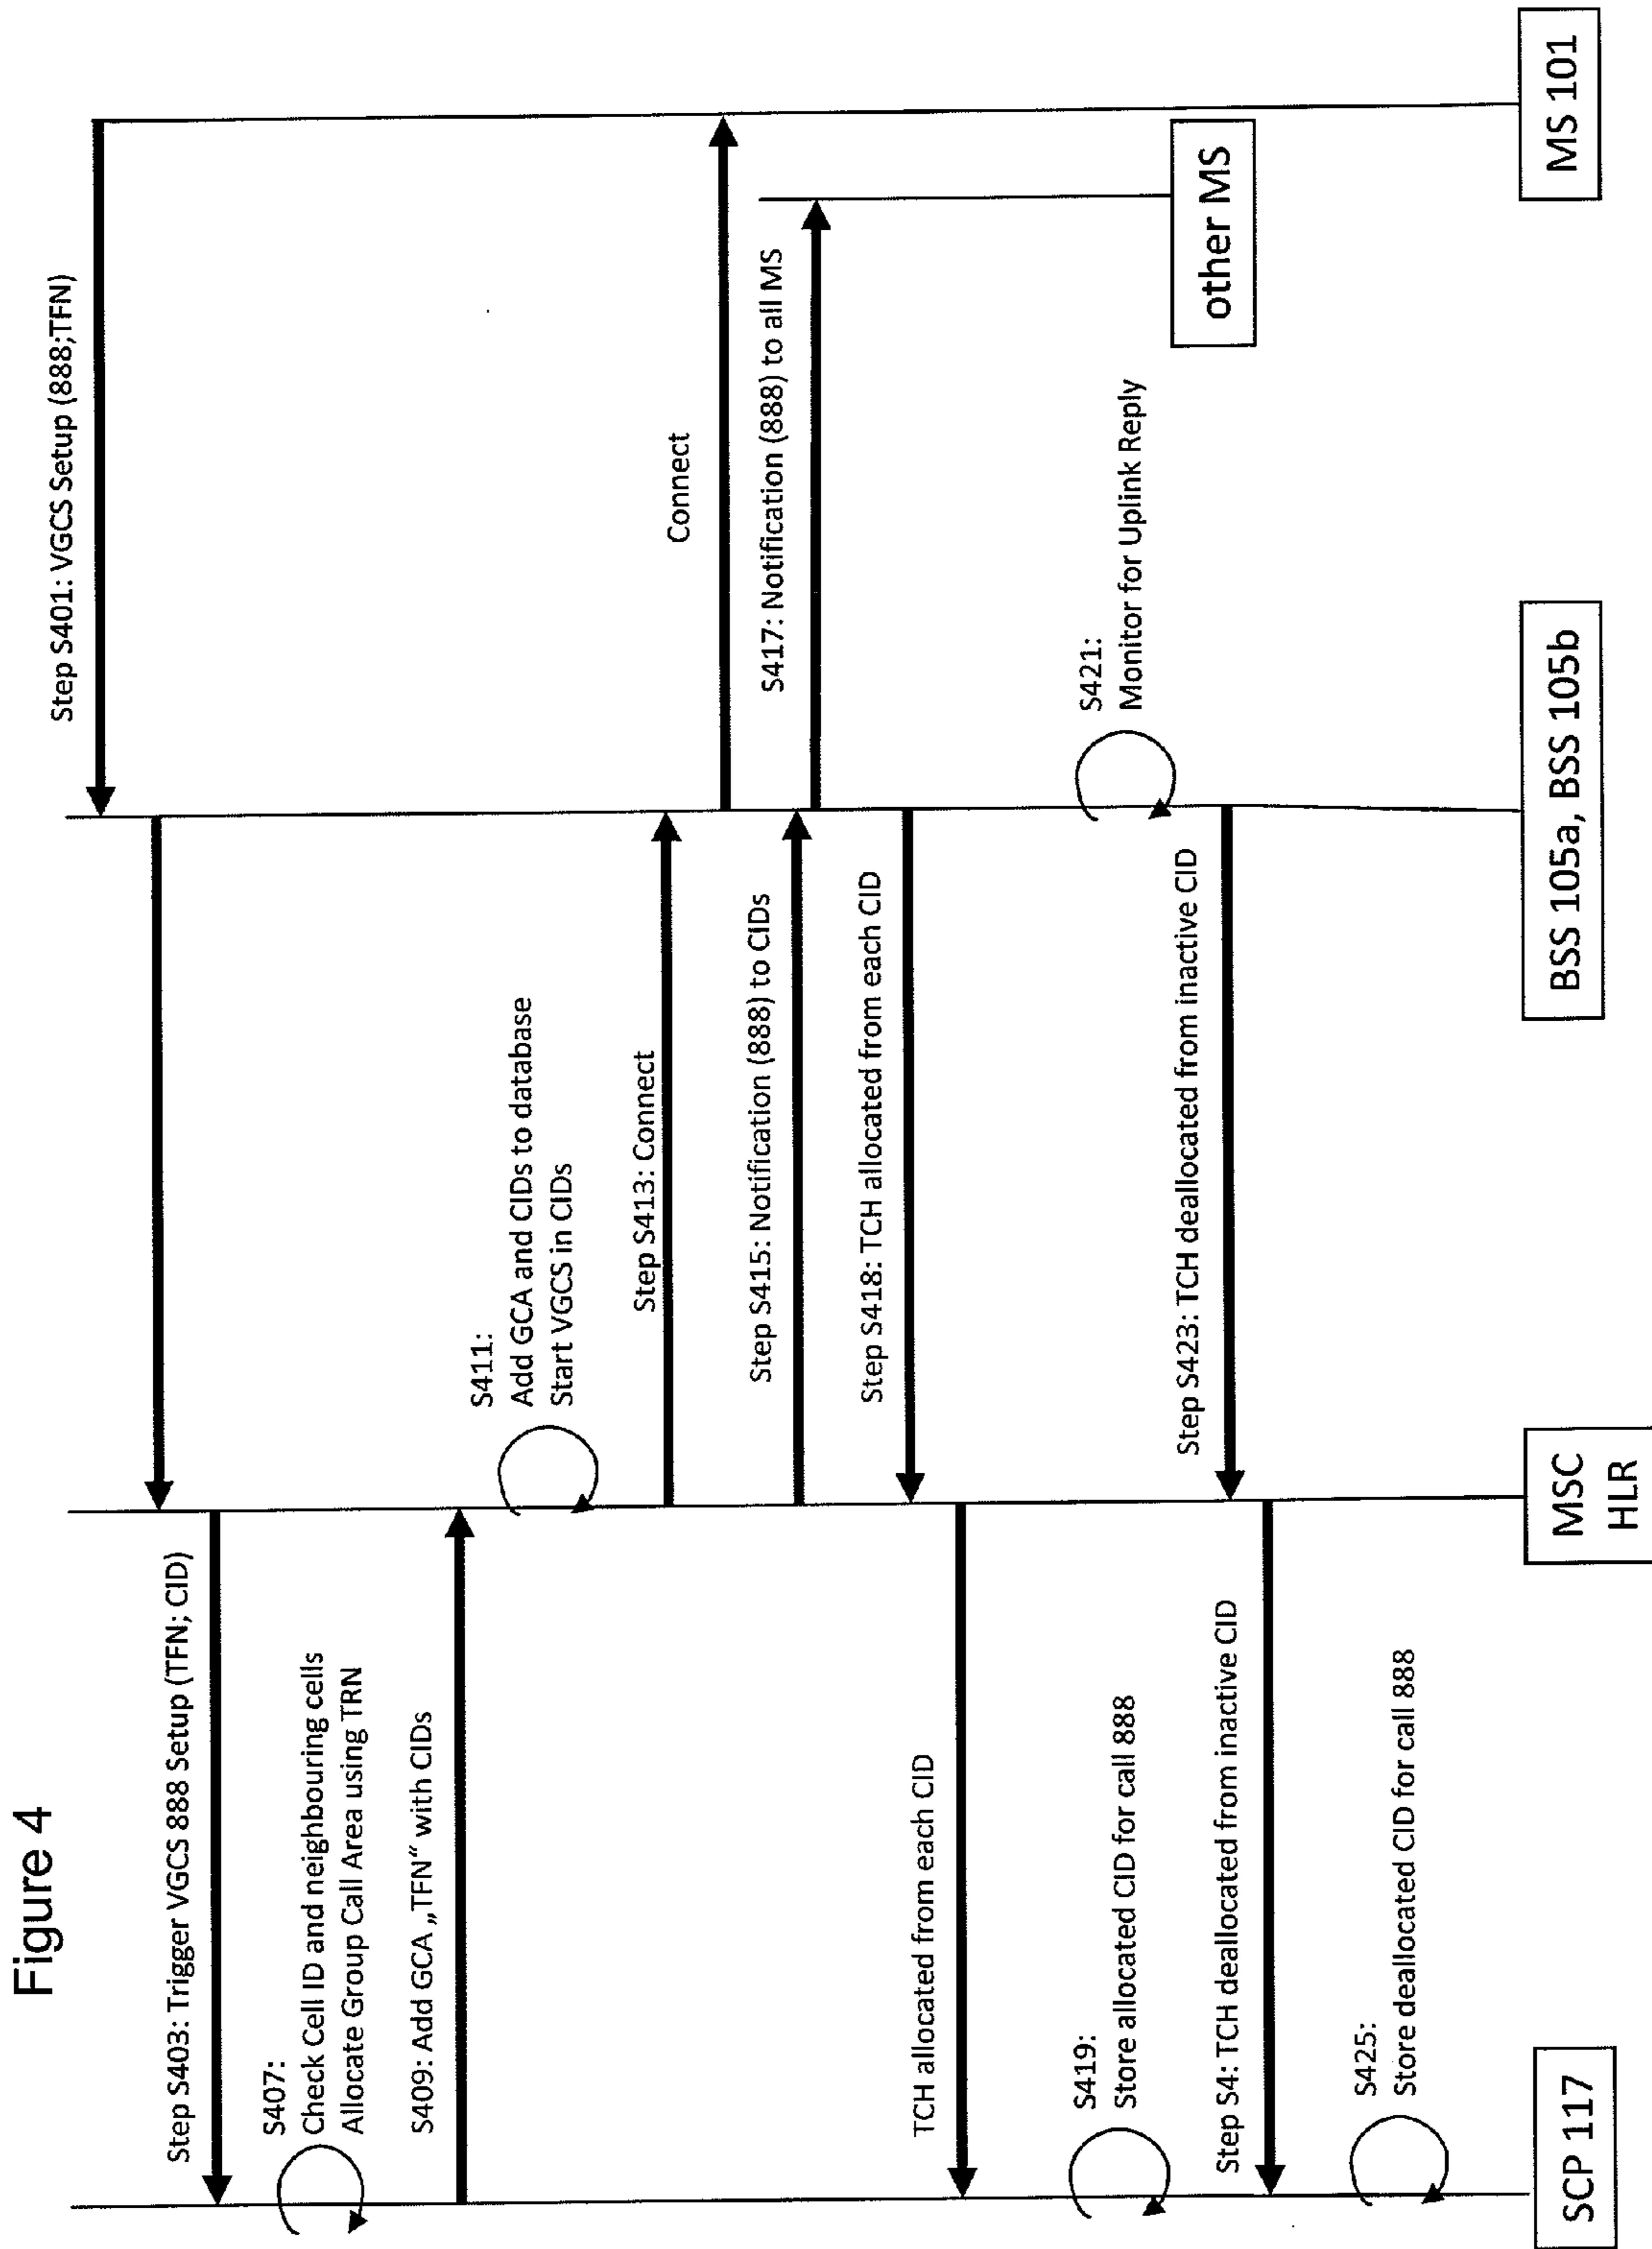 Figure 4
Step S401: VGCS Setup (888;TFN)
Step S403: Trigger VGCS 888 Setup (TFN; CID)
S407:
Check Cell ID and neighbouring cells
Allocate Group Call Area using TRN
S409: Add GCA „TFN“ with CIDs
S411:
Add GCA and CIDs to database
Start VGCS in CIDs
Step S413: Connect
Connect
Step S415: Notification (888) to CIDs
S417: Notification (888) to all MS
Step S418: TCH allocated from each CID
TCH allocated from each CID
S419:
Store allocated CID for call 888
S421:
Monitor for Uplink Reply
Step S423: TCH deallocated from inactive CID
Step S4: TCH deallocated from inactive CID
S425:
Store deallocated CID for call 888
other MS
SCP 117
MSC
HLR
BSS 105a, BSS 105b
MS 101